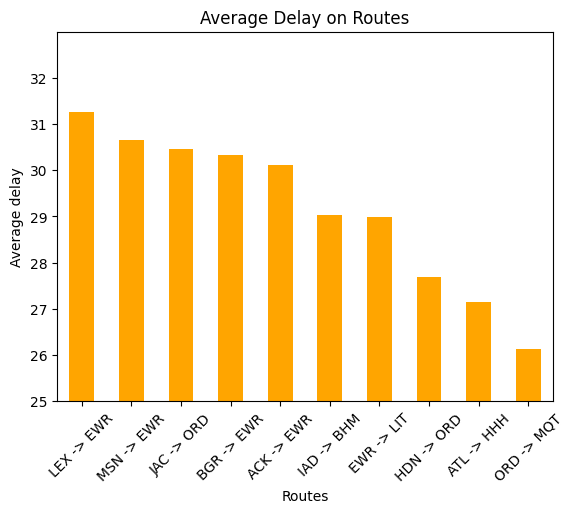 Average Delay on Routes
Average delay
32
31
30
29
28
27
26
25
LEX -> EWR
MSN -> EWR
JAC -> ORD
BGR -> EWR
ACK -> EWR
IAD -> BHM
EWR -> LIT
HDN -> ORD
ATL -> HHH
ORD -> MQT
Routes